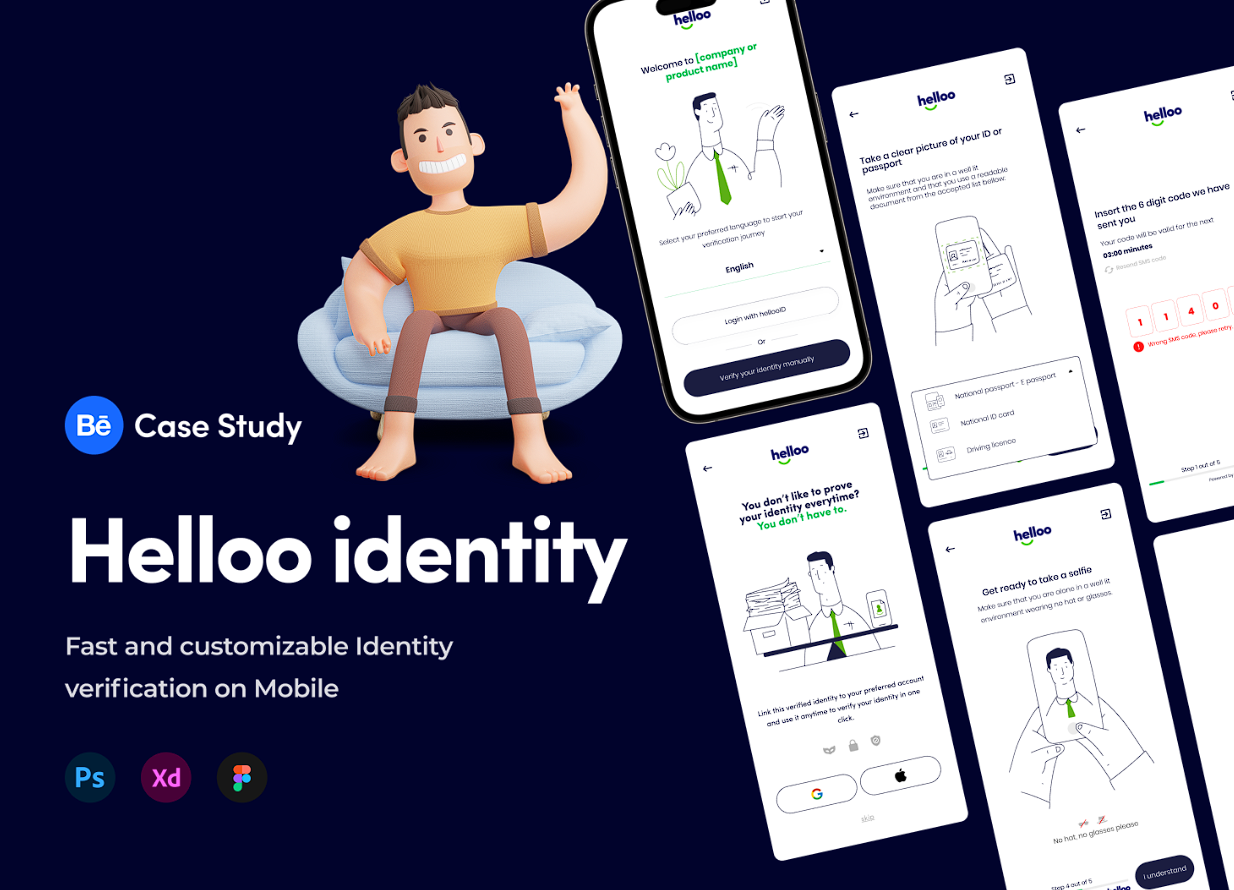 Bē Case Study
Helloo identity
Fast and customizable Identity
verification on Mobile
Ps
Xd
helloo
Welcome to [company or
product name]
Select your preferred language to start your
verification journey
English
Login with hellooID
Or
Verify your identity manually
helloo
Take a clear picture of your ID or
passport
Make sure that you are in a well lit
environment and that you use a readable
document from the accepted list bellow.
National passport - E passport
National ID card
Driving licence
helloo
Insert the 6 digit code we have
sent you
Your code will be valid for the next
03:00 minutes
Resend SMS code
1 1 4 0
Wrong SMS code, please retry.
Step 1 out of 5
Powered by
helloo
You don't like to prove
your identity everytime?
You don't have to.
Link this verified identity to your preferred account
and use it anytime to verify your identity in one
click.
skip
helloo
Get ready to take a selfie
Make sure that you are alone in a well lit
environment wearing no hat or glasses.
No hat, no glasses please
Step 4 out of 5
I understand
helloo